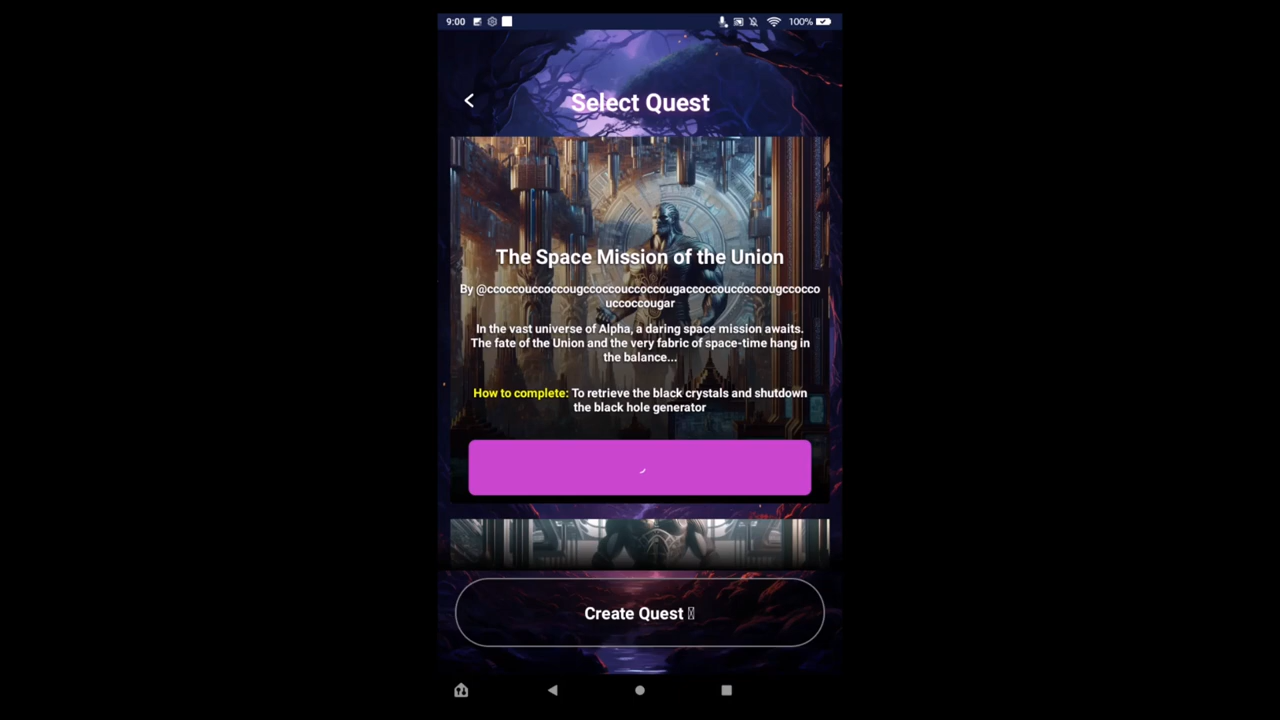 9:00
100%
Select Quest
The Space Mission of the Union
By @ccoccouccoccougccoccouccoccougaccoccouccoccougccocco
uccoccougar
In the vast universe of Alpha, a daring space mission awaits.
The fate of the Union and the very fabric of space-time hang in
the balance...
How to complete: To retrieve the black crystals and shutdown
the black hole generator
Create Quest